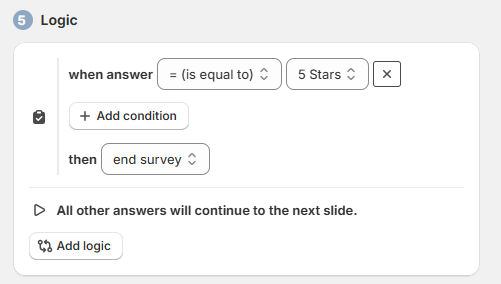 5 Logic
when answer = (is equal to) 5 Stars
+ Add condition
then end survey
All other answers will continue to the next slide.
Add logic